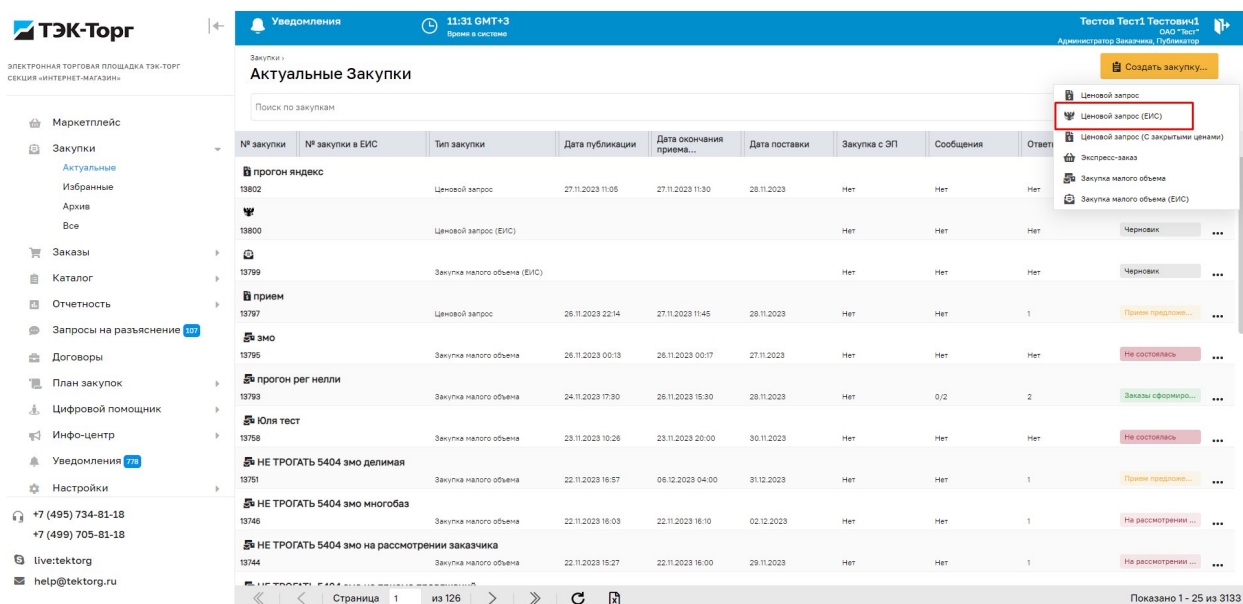 ТЭК-Торг
ЭЛЕКТРОННАЯ ТОРГОВАЯ ПЛОЩАДКА ТЭК-ТОРГ
СЕКЦИЯ «ИНТЕРНЕТ-МАГАЗИН»
Маркетплейс
Закупки
Актуальные
Избранные
Архив
Все
Заказы
Каталог
Отчетность
Запросы на разъяснение 107
Договоры
План закупок
Цифровой помощник
Инфо-центр
Уведомления 778
Настройки
+7 (495) 734-81-18
+7 (499) 705-81-18
live:tektorg
help@tektorg.ru
Уведомления
11:31 GMT+3
Время в системе
Тестов Тест1 Тестович1
ОАО "Тест"
Администратор Заказчика, Публикатор
Закупки ›
Актуальные Закупки
Создать закупку...
Поиск по закупкам
Ценовой запрос
Ценовой запрос (ЕИС)
Ценовой запрос (С закрытыми ценами)
Экспресс-заказ
Закупка малого объема
Закупка малого объема (ЕИС)
№ закупки № закупки в ЕИС Тип закупки Дата публикации Дата окончания приема... Дата поставки Закупка с ЭП Сообщения
прогон яндекс
13802 Ценовой запрос 27.11.2023 11:05 27.11.2023 11:30 28.11.2023 Нет Нет Нет
13800 Ценовой запрос (ЕИС) Нет Нет Нет Черновик ...
13799 Закупка малого объема (ЕИС) Нет Нет Нет Черновик ...
прием
13797 Ценовой запрос 26.11.2023 22:14 27.11.2023 11:45 28.11.2023 Нет Нет 1 Прием предложе... ...
змо
13795 Закупка малого объема 26.11.2023 00:13 26.11.2023 00:17 27.11.2023 Нет Нет Нет Не состоялась ...
прогон рег нелли
13793 Закупка малого объема 24.11.2023 17:30 26.11.2023 15:30 28.11.2023 Нет 0/2 2 Заказы сформиро... ...
Юля тест
13758 Закупка малого объема 23.11.2023 10:26 23.11.2023 20:00 30.11.2023 Нет Нет Нет Не состоялась ...
НЕ ТРОГАТЬ 5404 змо делимая
13751 Закупка малого объема 22.11.2023 16:57 06.12.2023 04:00 31.12.2023 Нет Нет 1 Прием предложе... ...
НЕ ТРОГАТЬ 5404 змо многобаз
13746 Закупка малого объема 22.11.2023 16:03 22.11.2023 16:10 02.12.2023 Нет Нет 1 На рассмотрении ... ...
НЕ ТРОГАТЬ 5404 змо на рассмотрении заказчика
13744 Закупка малого объема 22.11.2023 15:27 22.11.2023 16:00 29.11.2023 Нет Нет 1 На рассмотрении ... ...
Страница 1 из 126
Показано 1 - 25 из 3133